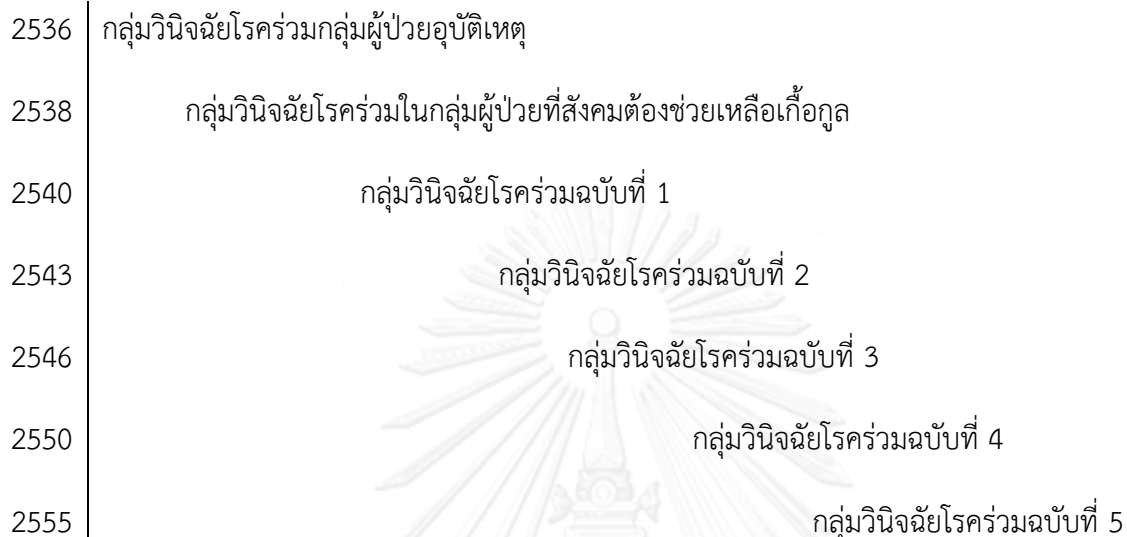 2536 กลุ่มวินิจฉัยโรคร่วมกลุ่มผู้ป่วยอุบัติเหตุ
2538 กลุ่มวินิจฉัยโรคร่วมในกลุ่มผู้ป่วยที่สังคมต้องช่วยเหลือเกื้อกูล
2540 กลุ่มวินิจฉัยโรคร่วมฉบับที่ 1
2543 กลุ่มวินิจฉัยโรคร่วมฉบับที่ 2
2546 กลุ่มวินิจฉัยโรคร่วมฉบับที่ 3
2550 กลุ่มวินิจฉัยโรคร่วมฉบับที่ 4
2555 กลุ่มวินิจฉัยโรคร่วมฉบับที่ 5